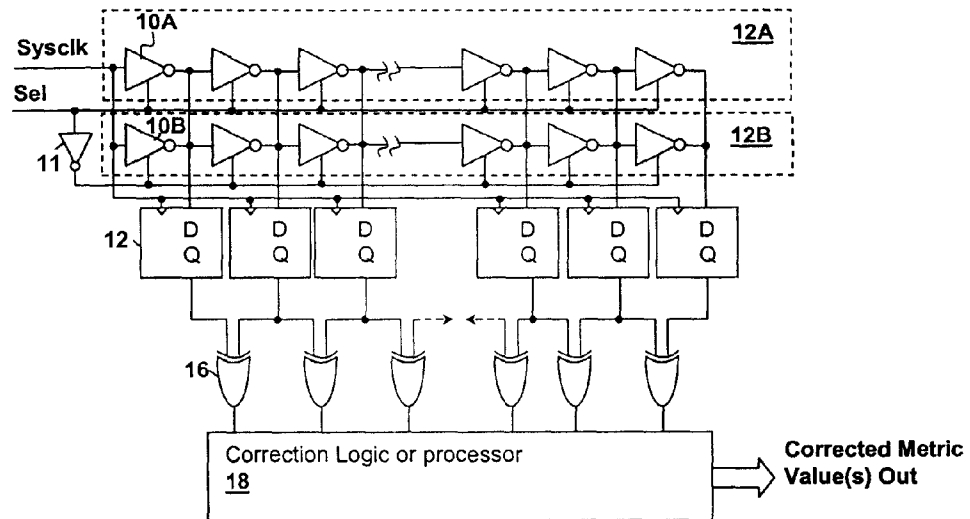 10A
12A
Sysclk
Sel
10B
12B
11
12
D D D D D D
Q Q Q Q Q Q
16
Correction Logic or processor
18
Corrected Metric
Value(s) Out